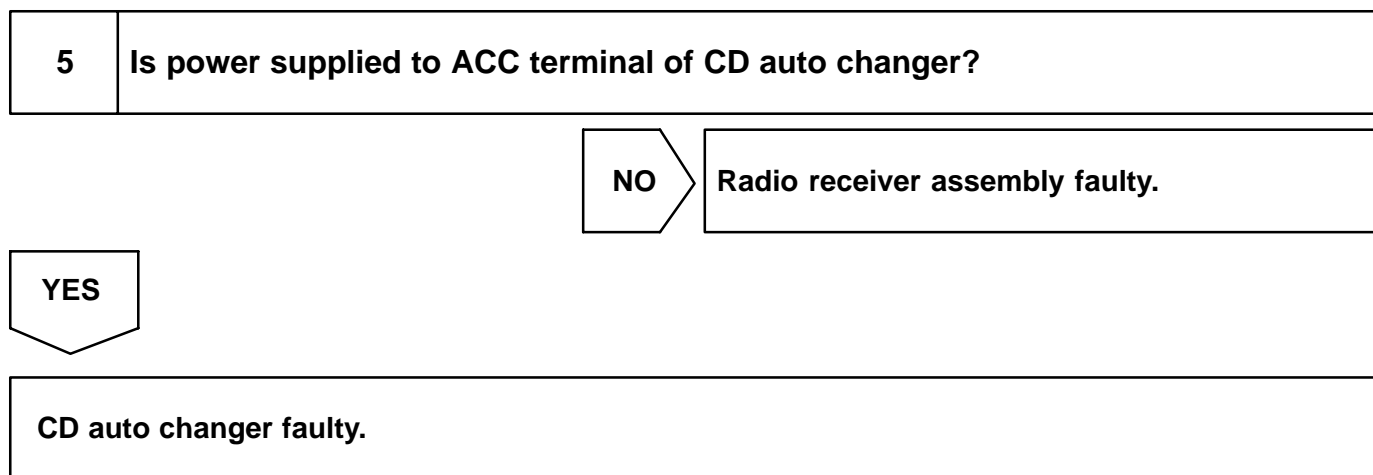 5 Is power supplied to ACC terminal of CD auto changer?
NO Radio receiver assembly faulty.
YES
CD auto changer faulty.